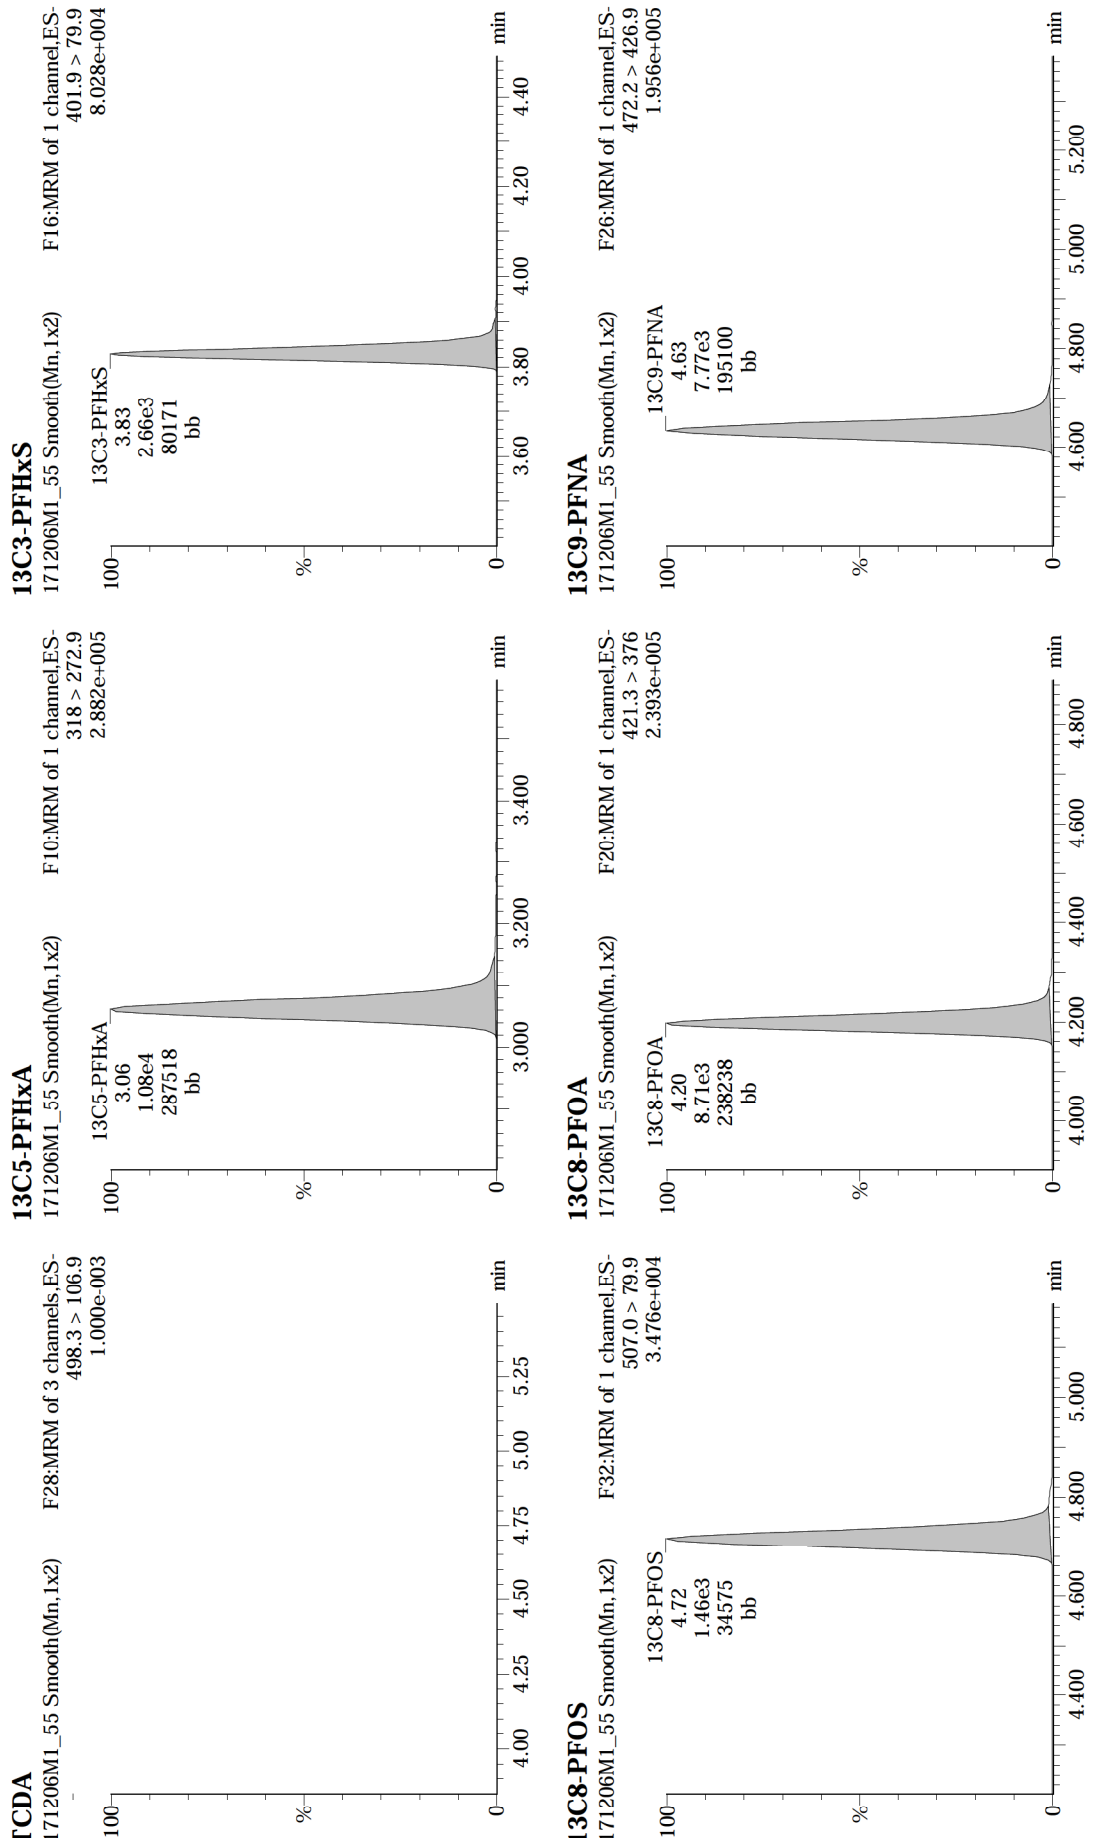 TCDA
171206M1_55 Smooth(Mn,1x2)
F28:MRM of 3 channels,ES-
498.3 > 106.9
1.000e-003
100
%
0
4.00
4.25
4.50
4.75
5.00
5.25
min
13C5-PFHxA
171206M1_55 Smooth(Mn,1x2)
F10:MRM of 1 channel,ES-
318 > 272.9
2.882e+005
13C5-PFHxA
3.06
1.08e4
287518
bb
100
%
0
3.000
3.200
3.400
min
13C3-PFHxS
171206M1_55 Smooth(Mn,1x2)
F16:MRM of 1 channel,ES-
401.9 > 79.9
8.028e+004
13C3-PFHxS
3.83
2.66e3
80171
bb
100
%
0
3.60
3.80
4.00
4.20
4.40
min
13C8-PFOS
171206M1_55 Smooth(Mn,1x2)
F32:MRM of 1 channel,ES-
507.0 > 79.9
3.476e+004
13C8-PFOS
4.72
1.46e3
34575
bb
100
%
0
4.400
4.600
4.800
5.000
min
13C8-PFOA
171206M1_55 Smooth(Mn,1x2)
F20:MRM of 1 channel,ES-
421.3 > 376
2.393e+005
13C8-PFOA
4.20
8.71e3
238238
bb
100
%
0
4.000
4.200
4.400
4.600
4.800
min
13C9-PFNA
171206M1_55 Smooth(Mn,1x2)
F26:MRM of 1 channel,ES-
472.2 > 426.9
1.956e+005
13C9-PFNA
4.63
7.77e3
195100
bb
100
%
0
4.600
4.800
5.000
5.200
min